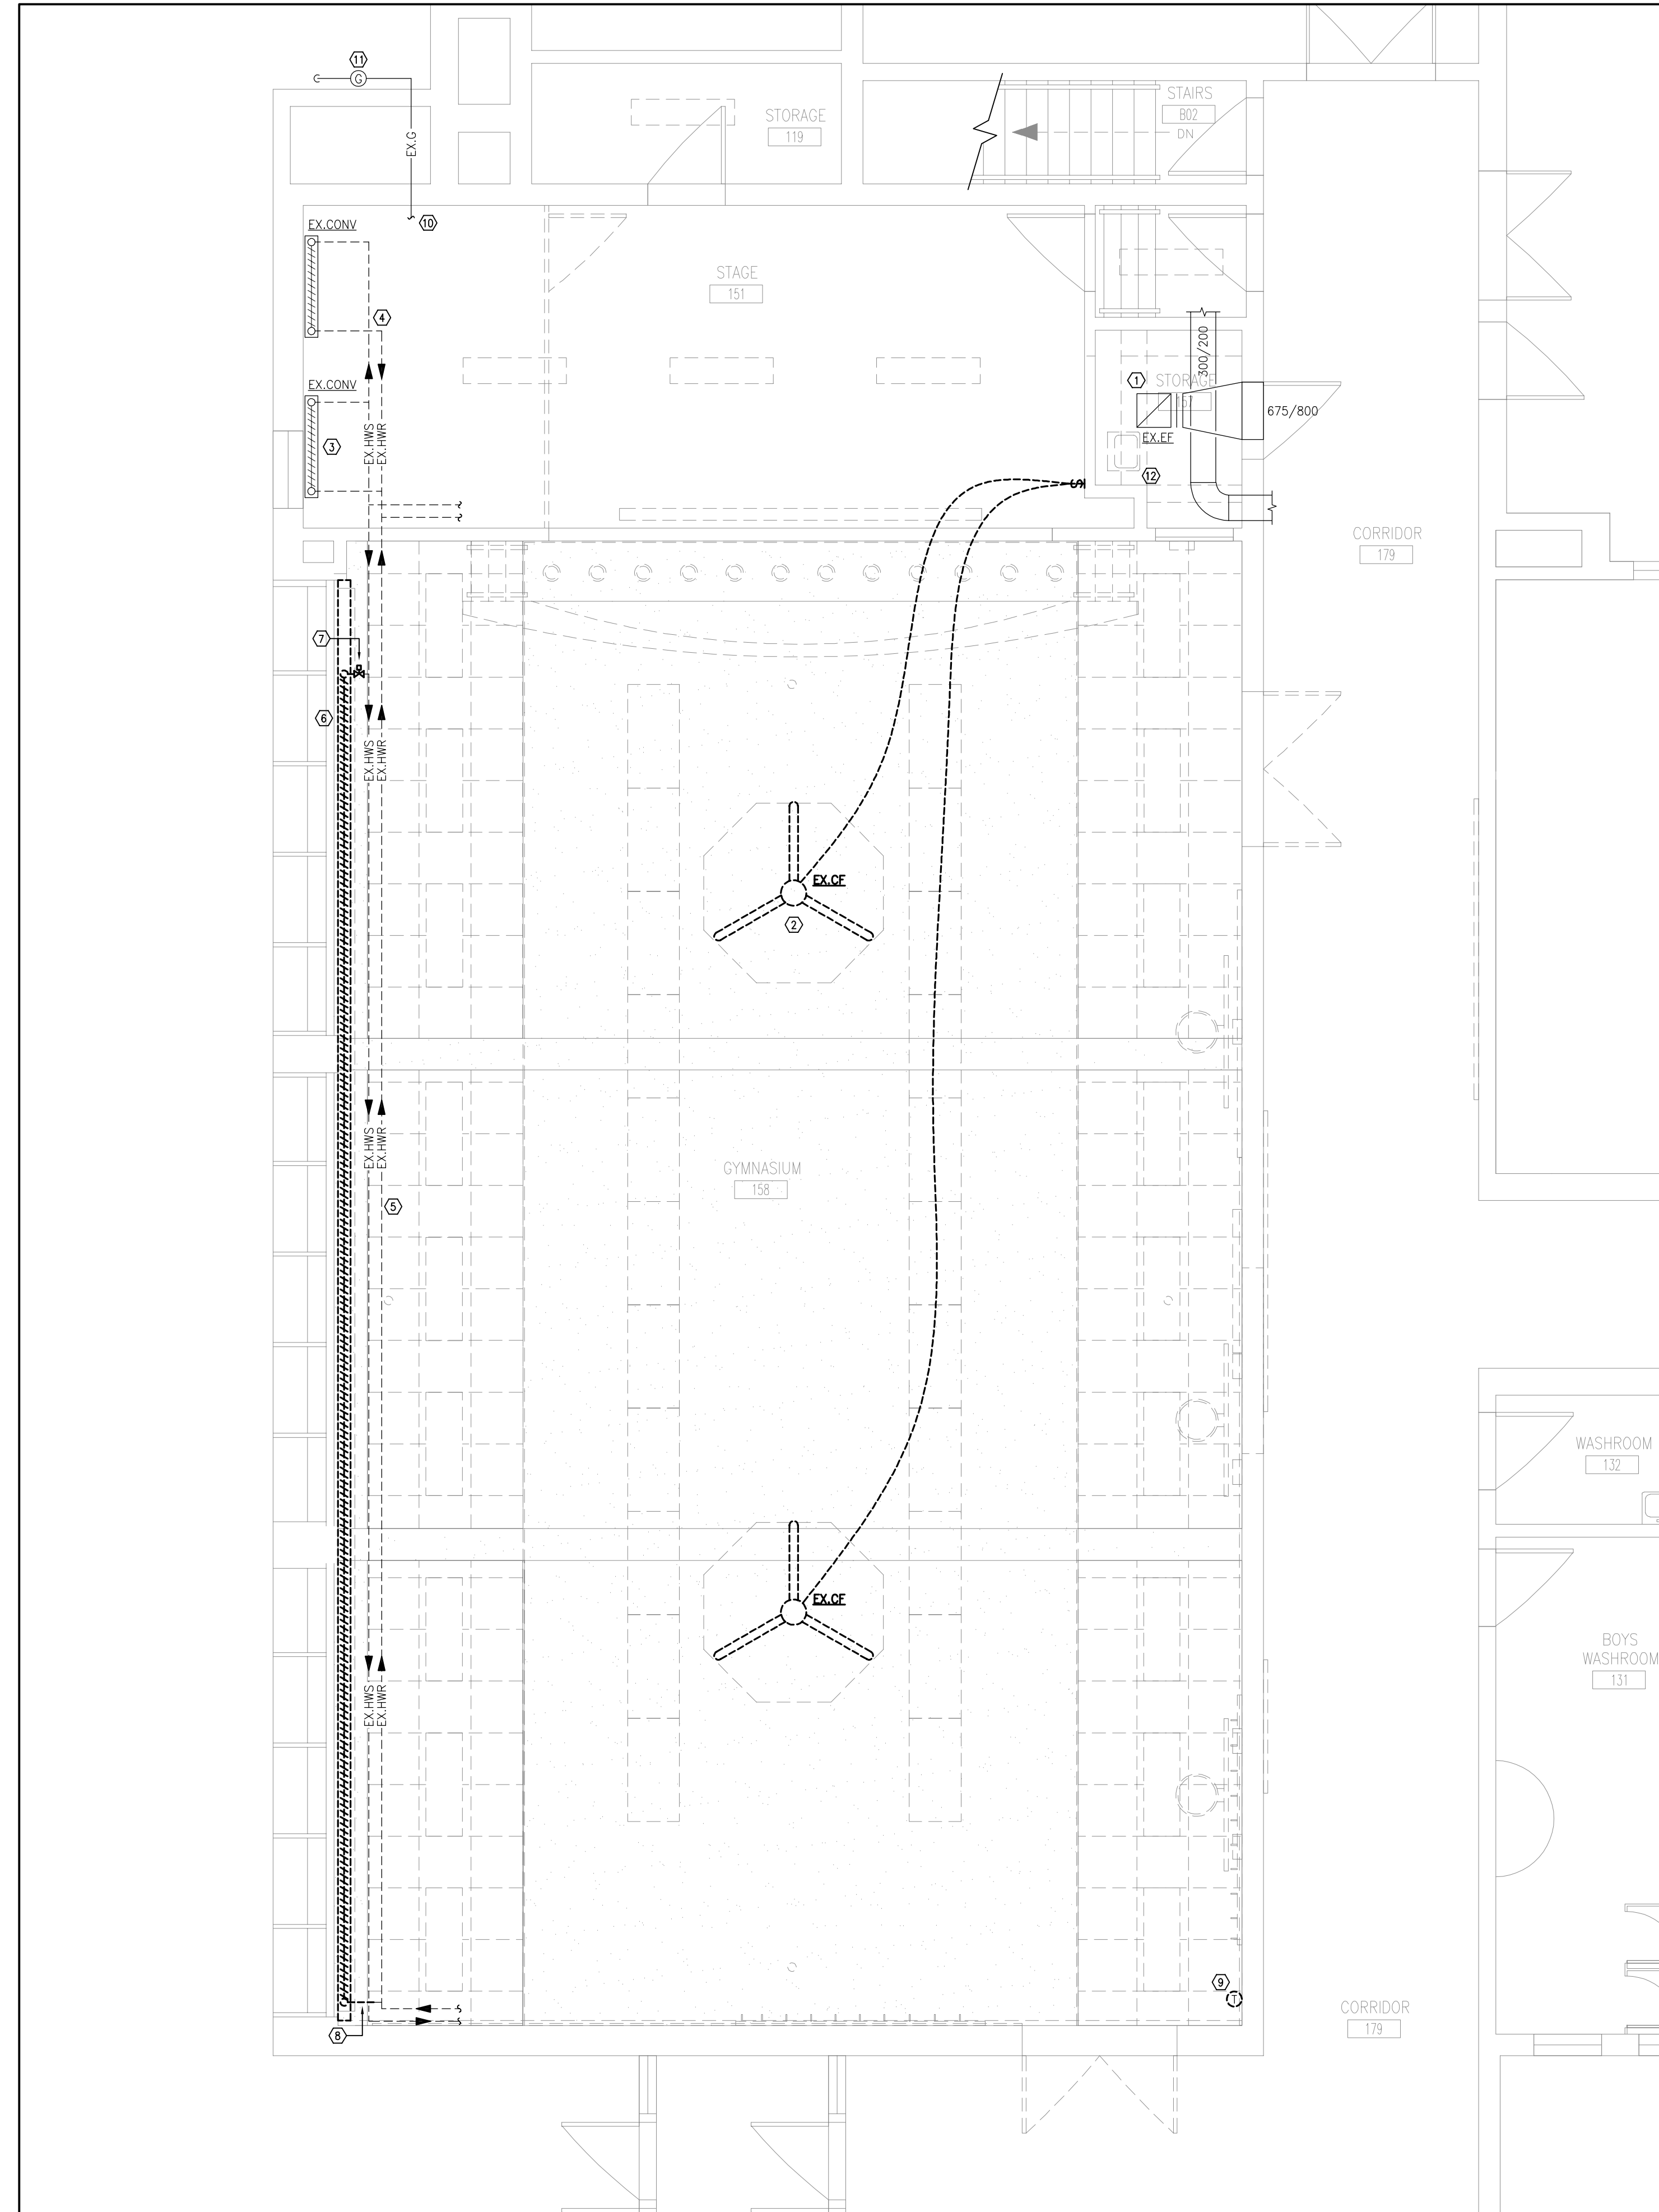 11
G
EX.G
10
STORAGE
119
STAIRS
B02
DN
EX.CONV
STAGE
151
4
300/200
1
STORAGE
157
675/800
EX.CONV
EX.HWS
EX.HWR
3
EX.EF
12
S
CORRIDOR
179
7
6
EX.HWS
EX.HWR
EX.CF
2
EX.HWS
EX.HWR
GYMNASIUM
158
5
WASHROOM
132
EX.CF
BOYS
WASHROOM
131
EX.HWS
EX.HWR
9
T
CORRIDOR
179
8